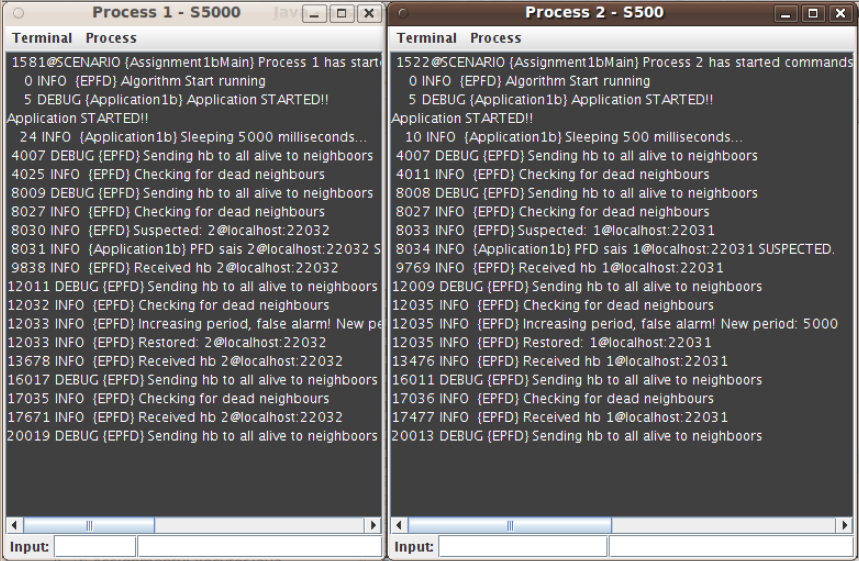 Process 1 - S5000
Terminal Process
1581@SCENARIO {Assignment1bMain} Process 1 has start
0 INFO {EPFD} Algorithm Start running
5 DEBUG {Application1b} Application STARTED!!
Application STARTED!!
24 INFO {Application1b} Sleeping 5000 milliseconds...
4007 DEBUG {EPFD} Sending hb to all alive to neighboors
4025 INFO {EPFD} Checking for dead neighbours
8009 DEBUG {EPFD} Sending hb to all alive to neighboors
8027 INFO {EPFD} Checking for dead neighbours
8030 INFO {EPFD} Suspected: 2@localhost:22032
8031 INFO {Application1b} PFD sais 2@localhost:22032 S
9838 INFO {EPFD} Received hb 2@localhost:22032
12011 DEBUG {EPFD} Sending hb to all alive to neighboors
12032 INFO {EPFD} Checking for dead neighbours
12033 INFO {EPFD} Increasing period, false alarm! New pe
12033 INFO {EPFD} Restored: 2@localhost:22032
13678 INFO {EPFD} Received hb 2@localhost:22032
16017 DEBUG {EPFD} Sending hb to all alive to neighboors
17035 INFO {EPFD} Checking for dead neighbours
17671 INFO {EPFD} Received hb 2@localhost:22032
20019 DEBUG {EPFD} Sending hb to all alive to neighboors
Input:
Process 2 - S500
Terminal Process
1522@SCENARIO {Assignment1bMain} Process 2 has started commands
0 INFO {EPFD} Algorithm Start running
5 DEBUG {Application1b} Application STARTED!!
Application STARTED!!
10 INFO {Application1b} Sleeping 500 milliseconds...
4007 DEBUG {EPFD} Sending hb to all alive to neighboors
4011 INFO {EPFD} Checking for dead neighbours
8008 DEBUG {EPFD} Sending hb to all alive to neighboors
8027 INFO {EPFD} Checking for dead neighbours
8033 INFO {EPFD} Suspected: 1@localhost:22031
8034 INFO {Application1b} PFD sais 1@localhost:22031 SUSPECTED.
9769 INFO {EPFD} Received hb 1@localhost:22031
12009 DEBUG {EPFD} Sending hb to all alive to neighboors
12035 INFO {EPFD} Checking for dead neighbours
12035 INFO {EPFD} Increasing period, false alarm! New period: 5000
12035 INFO {EPFD} Restored: 1@localhost:22031
13476 INFO {EPFD} Received hb 1@localhost:22031
16011 DEBUG {EPFD} Sending hb to all alive to neighboors
17036 INFO {EPFD} Checking for dead neighbours
17477 INFO {EPFD} Received hb 1@localhost:22031
20013 DEBUG {EPFD} Sending hb to all alive to neighboors
Input: